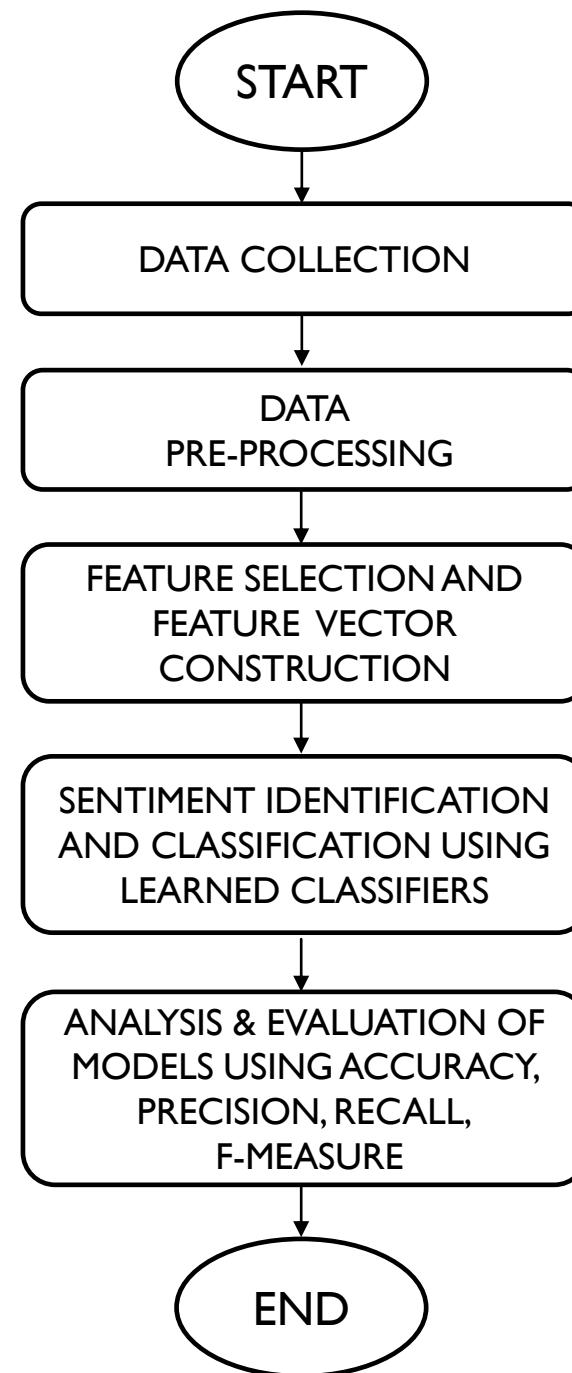 START
DATA COLLECTION
DATA
PRE-PROCESSING
FEATURE SELECTION AND
FEATURE VECTOR
CONSTRUCTION
SENTIMENT IDENTIFICATION
AND CLASSIFICATION USING
LEARNED CLASSIFIERS
ANALYSIS & EVALUATION OF
MODELS USING ACCURACY,
PRECISION, RECALL,
F-MEASURE
END